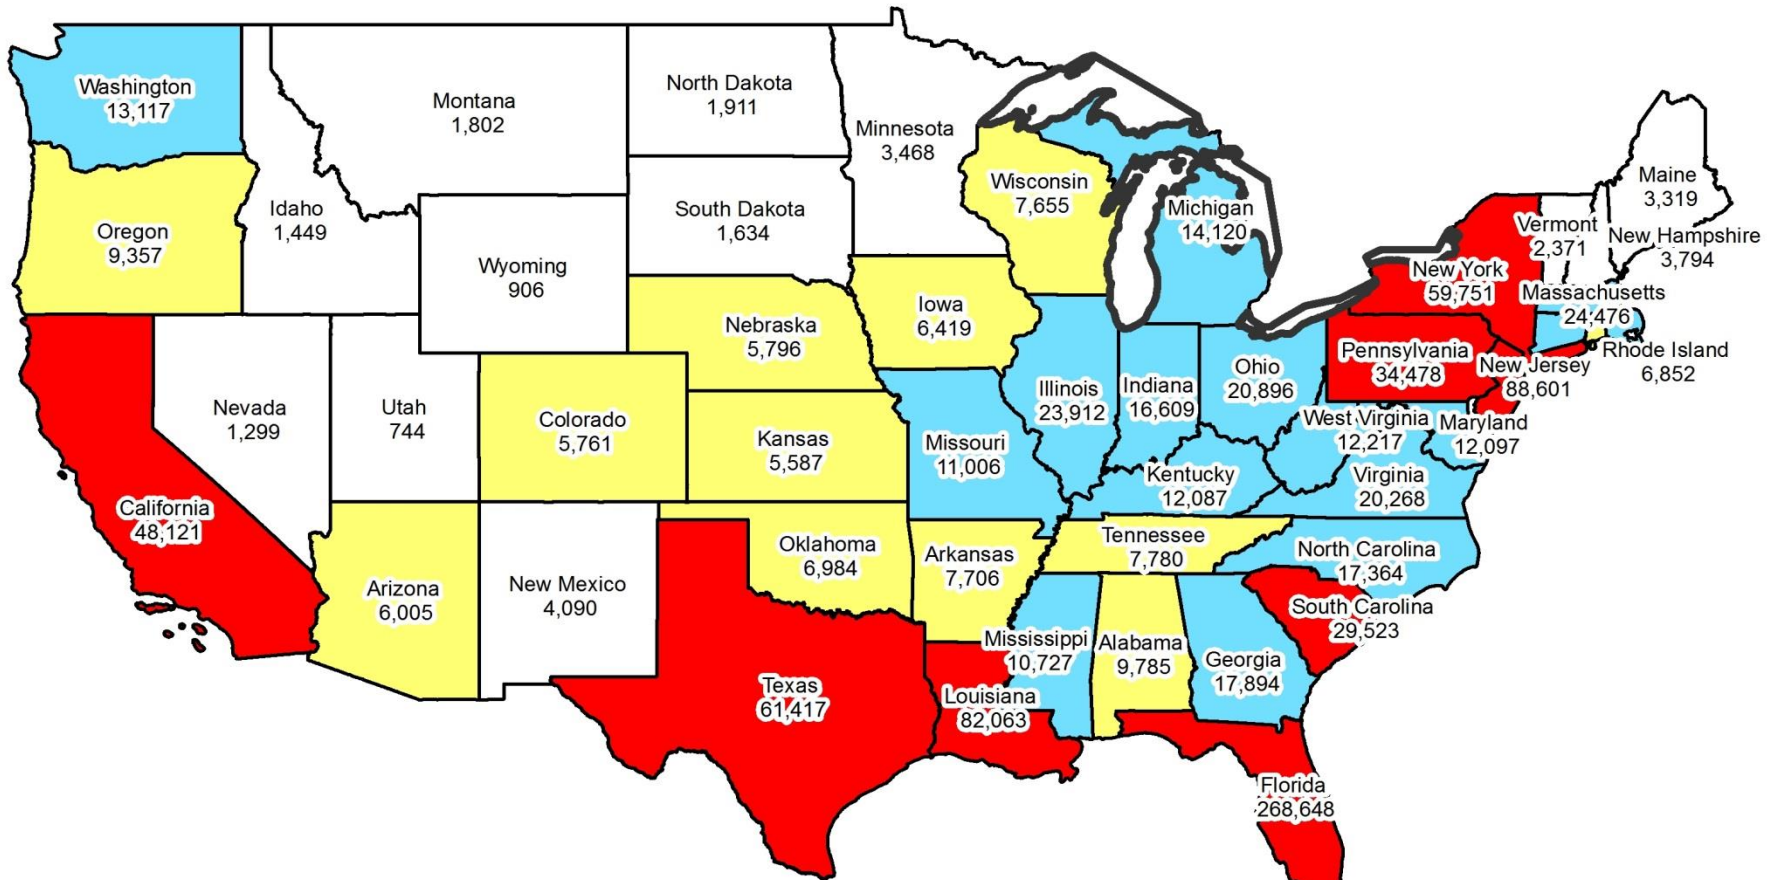 Washington
13,117
Montana
1,802
North Dakota
1,911
Minnesota
3,468
Oregon
9,357
Idaho
1,449
Wyoming
906
South Dakota
1,634
Wisconsin
7,655
Michigan
14,120
Maine
3,319
Vermont
2,371
New Hampshire
3,794
New York
59,751
Massachusetts
24,476
Rhode Island
6,852
Nebraska
5,796
Iowa
6,419
Pennsylvania
34,478
New Jersey
88,601
Nevada
1,299
Utah
744
Colorado
5,761
Kansas
5,587
Missouri
11,006
Illinois
23,912
Indiana
16,609
Ohio
20,896
West Virginia
12,217
Maryland
12,097
Kentucky
12,087
Virginia
20,268
California
48,121
Arizona
6,005
New Mexico
4,090
Oklahoma
6,984
Arkansas
7,706
Tennessee
7,780
North Carolina
17,364
South Carolina
29,523
Texas
61,417
Louisiana
82,063
Mississippi
10,727
Alabama
9,785
Georgia
17,894
Florida
268,648